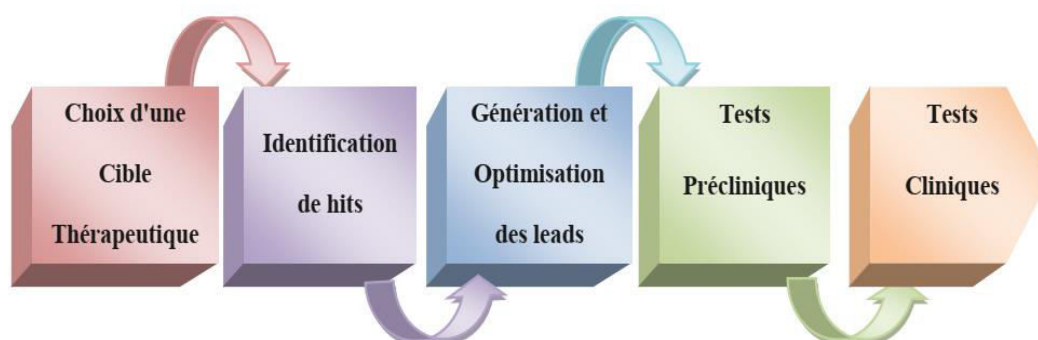 Choix d'une
Cible
Thérapeutique
Identification
de hits
Génération et
Optimisation
des leads
Tests
Précliniques
Tests
Cliniques